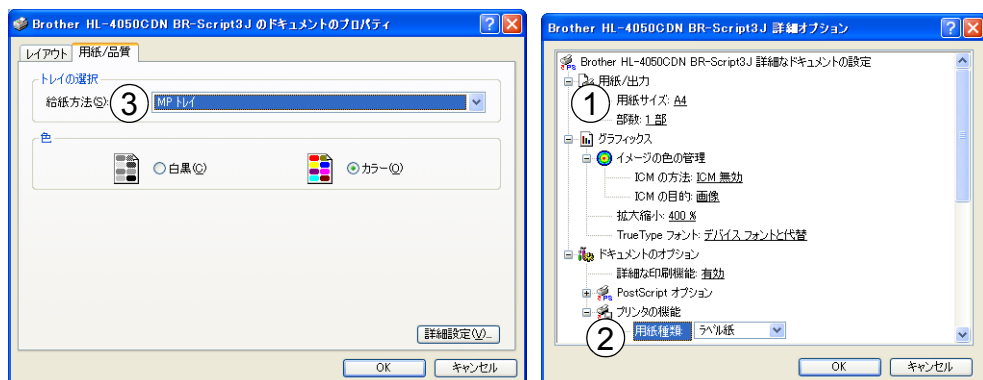 Brother HL-4050CDN BR-Script3J のドキュメントのプロパティ
レイアウト 用紙/品質
トレイの選択
給紙方法(S): ③ MP トレイ
色
白黒(C) カラー(O)
詳細設定(V)...
OK キャンセル
Brother HL-4050CDN BR-Script3J 詳細オプション
Brother HL-4050CDN BR-Script3J 詳細なドキュメントの設定
用紙/出力
① 用紙サイズ: A4
部数: 1 部
グラフィックス
イメージの色の管理
ICM の方法: ICM 無効
ICM の目的: 画像
拡大縮小: 400 %
TrueType フォント: デバイス フォントと代替
ドキュメントのオプション
詳細な印刷機能: 有効
PostScript オプション
プリンタの機能
② 用紙種類: ラベル紙
OK キャンセル